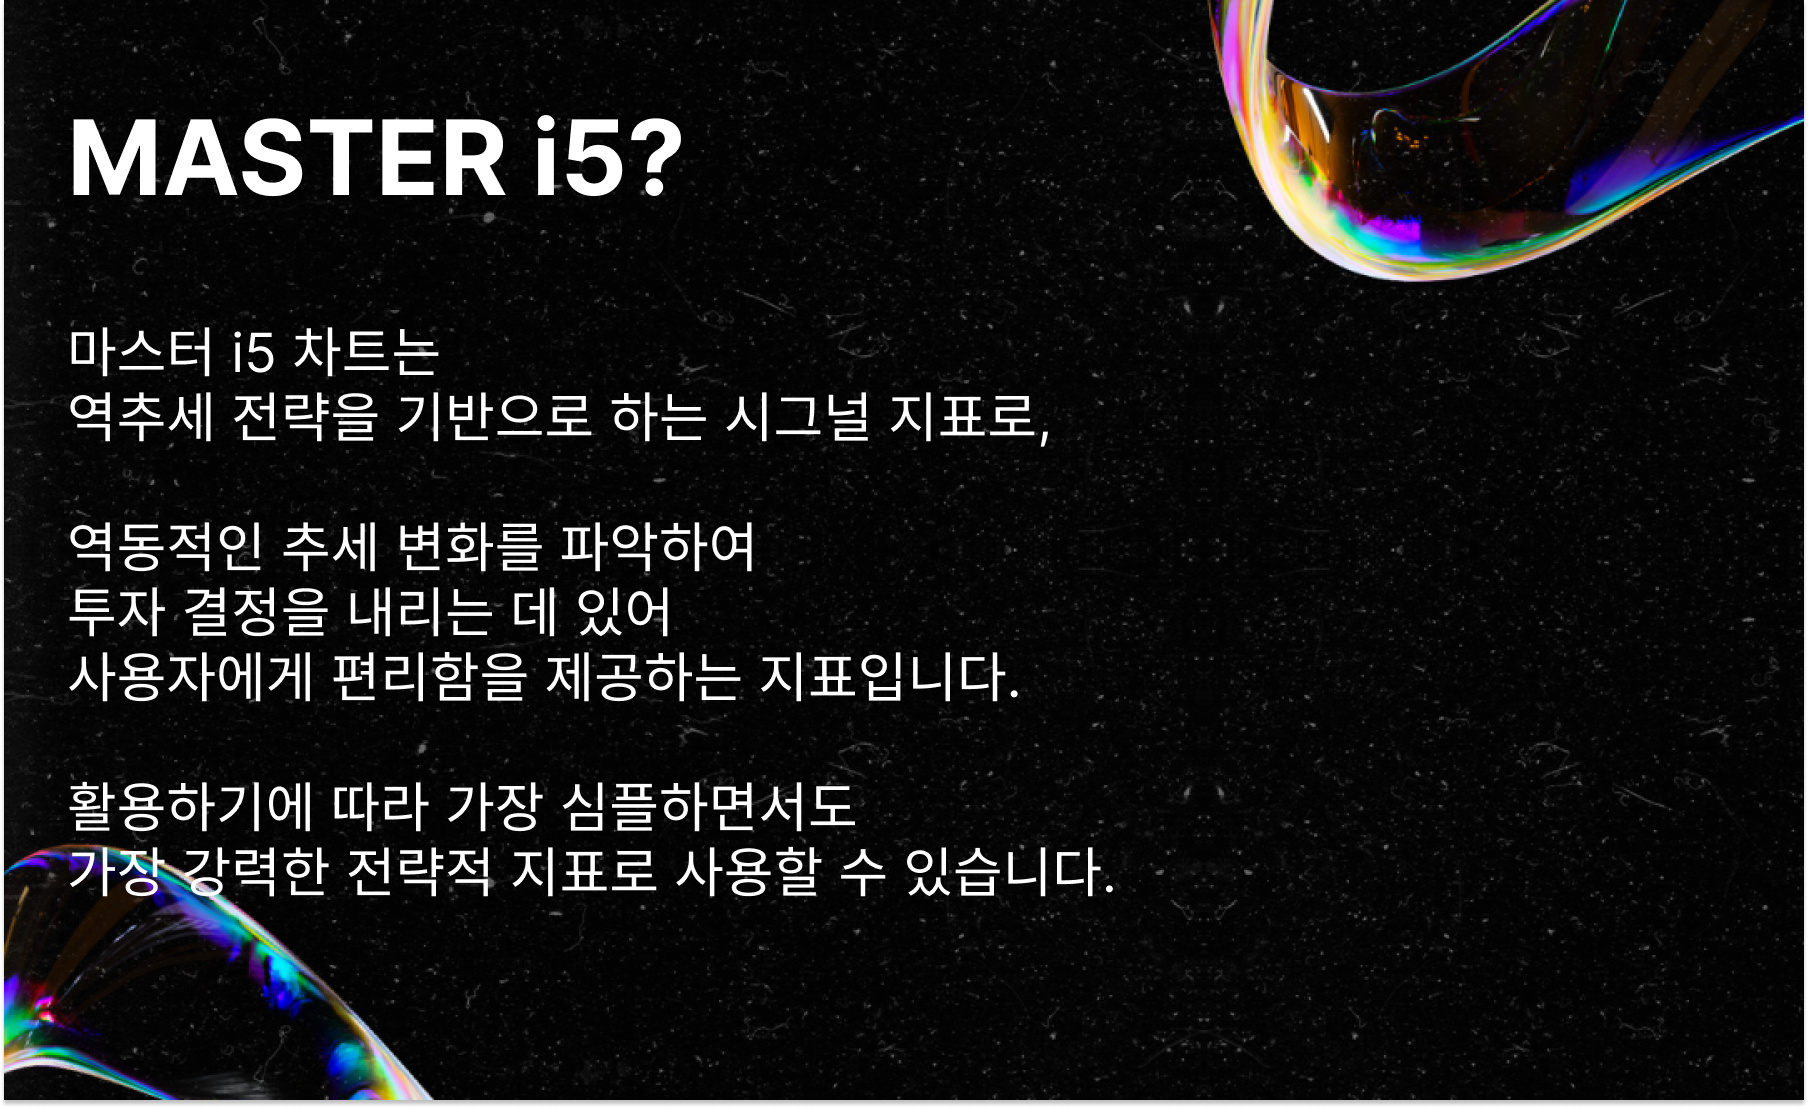 MASTER i5?
마스터 i5 차트는
역추세 전략을 기반으로 하는 시그널 지표로,
역동적인 추세 변화를 파악하여
투자 결정을 내리는 데 있어
사용자에게 편리함을 제공하는 지표입니다.
활용하기에 따라 가장 심플하면서도
가장 강력한 전략적 지표로 사용할 수 있습니다.